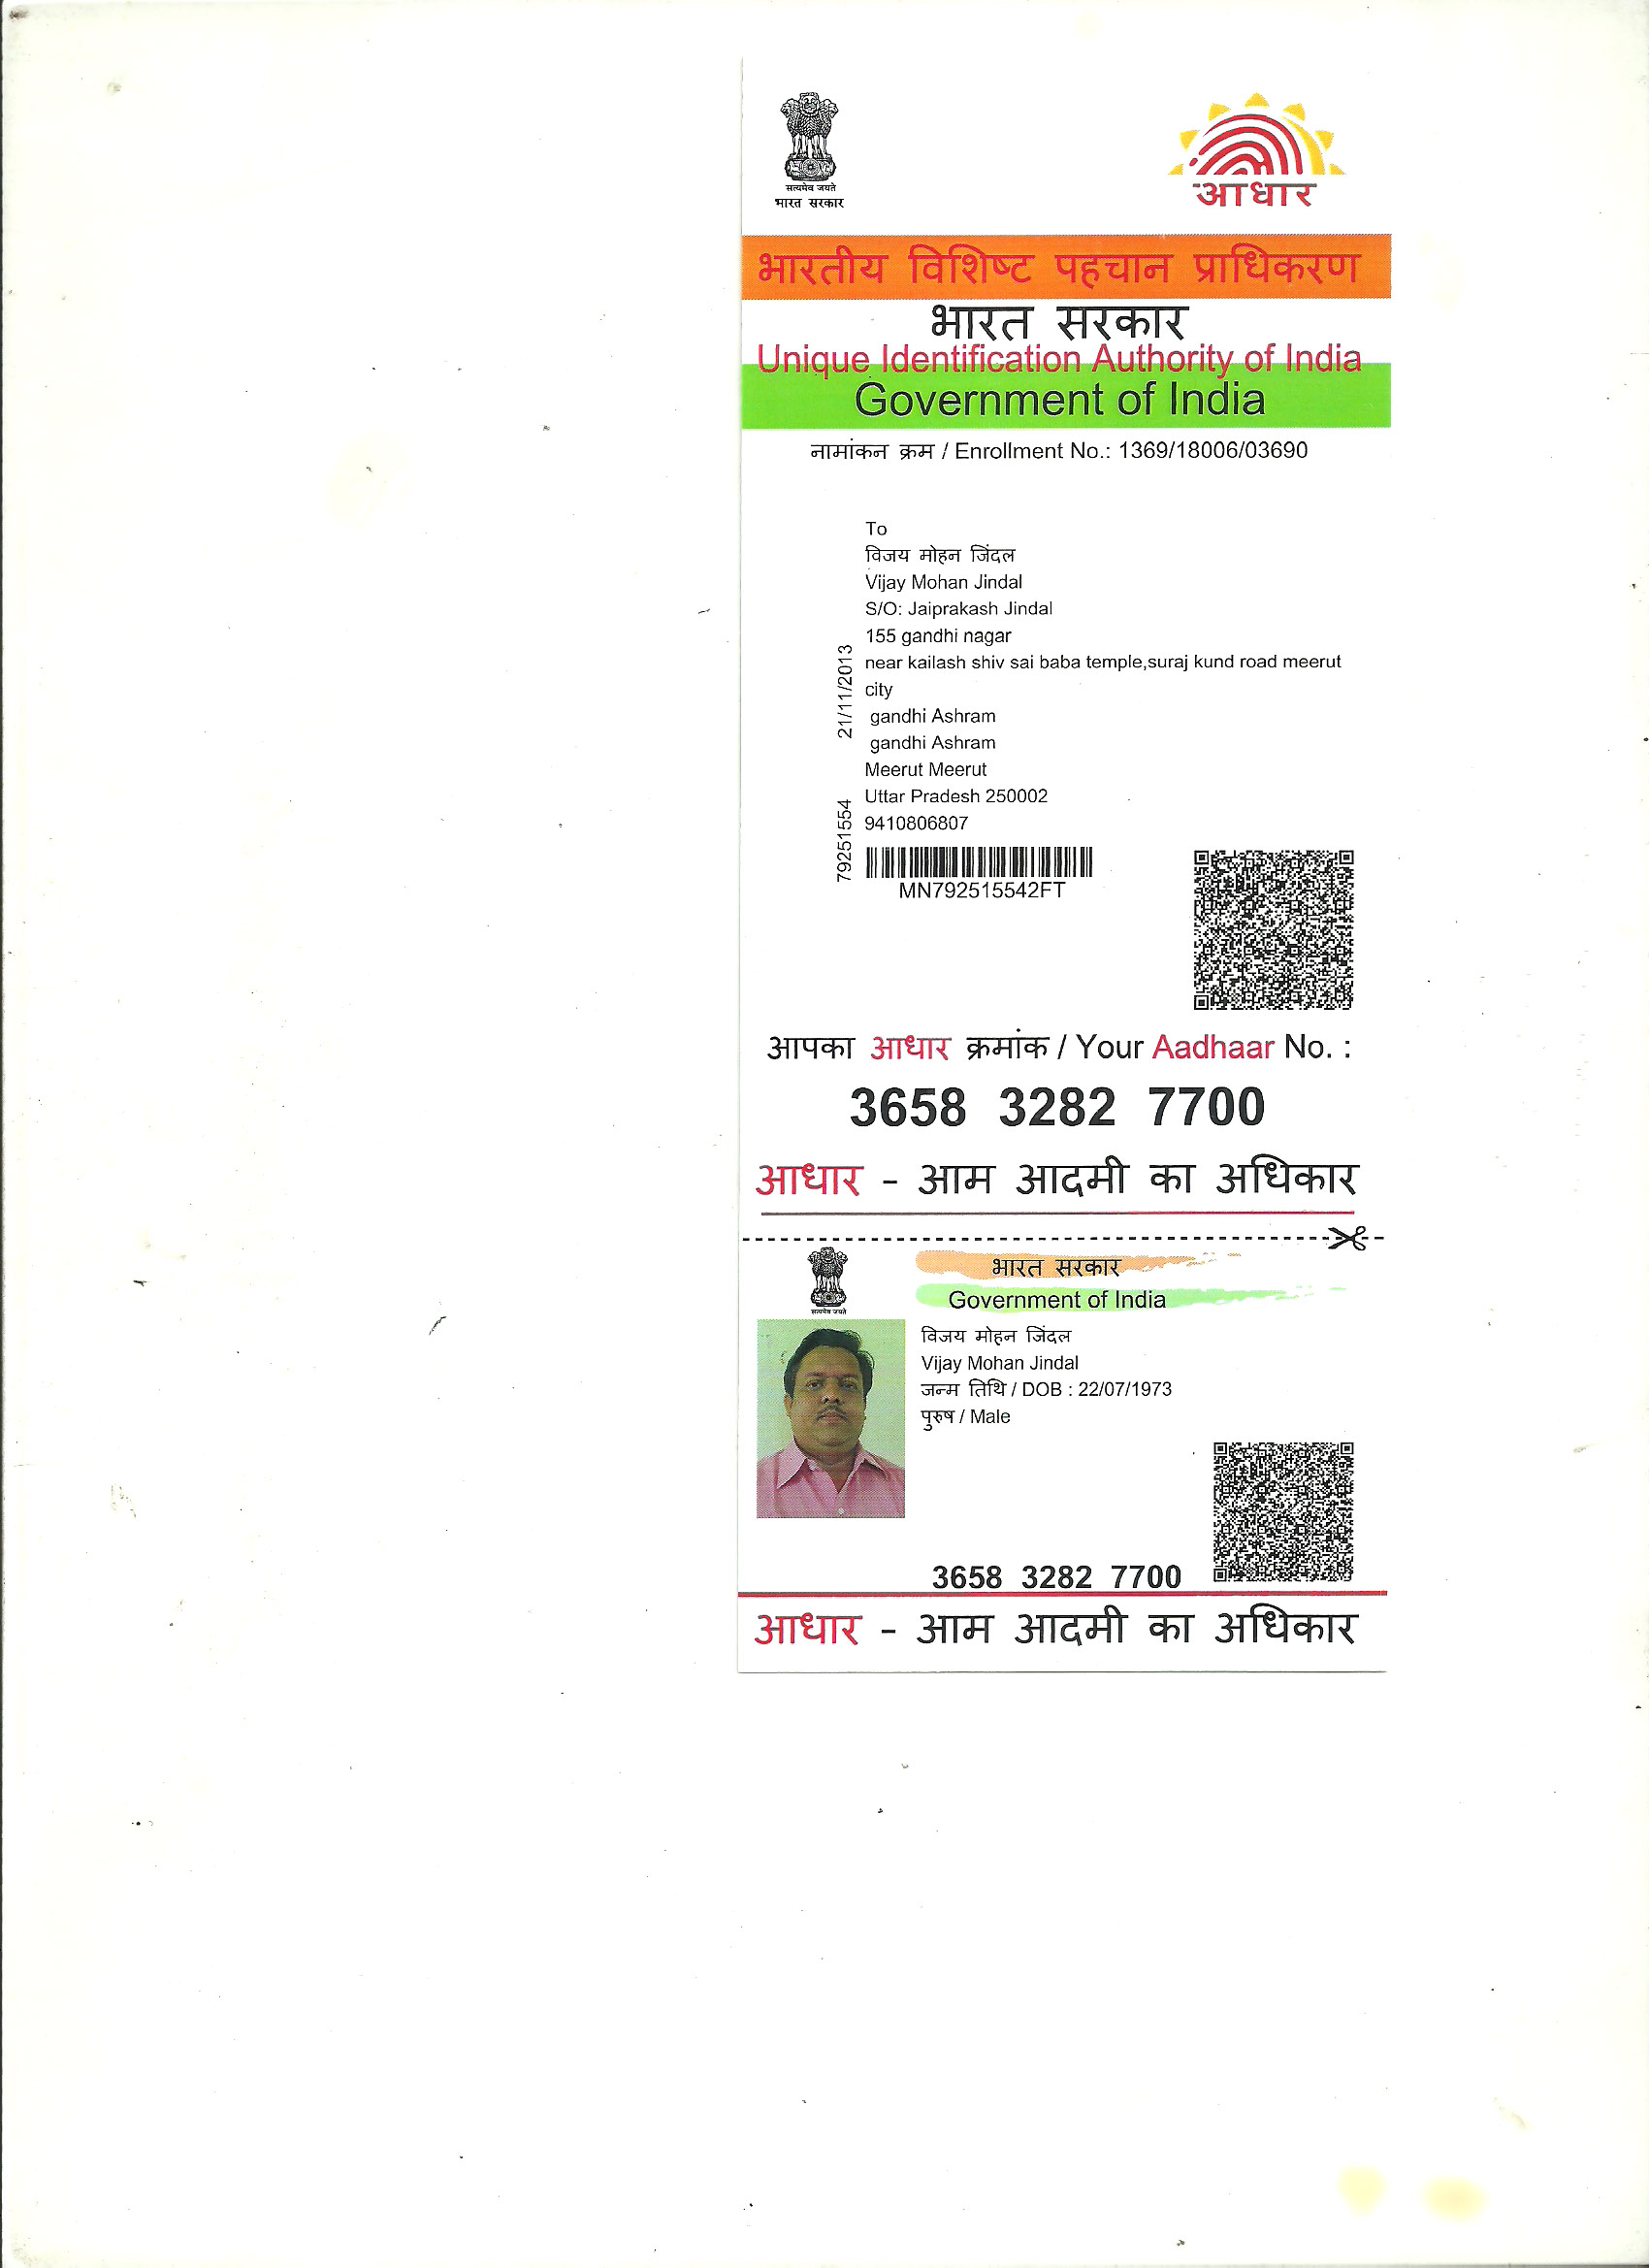 सत्यमेव जयते
भारत सरकार
आधार
भारतीय विशिष्ट पहचान प्राधिकरण
भारत सरकार
Unique Identification Authority of India
Government of India
नामांकन क्रम / Enrollment No.: 1369/18006/03690
To
विजय मोहन जिंदल
Vijay Mohan Jindal
S/O: Jaiprakash Jindal
155 gandhi nagar
near kailash shiv sai baba temple,suraj kund road meerut
city
gandhi Ashram
gandhi Ashram
Meerut Meerut
Uttar Pradesh 250002
9410806807
21/11/2013
79251554
MN792515542FT
आपका आधार क्रमांक / Your Aadhaar No. :
3658 3282 7700
आधार - आम आदमी का अधिकार
सत्यमेव जयते
भारत सरकार
Government of India
विजय मोहन जिंदल
Vijay Mohan Jindal
जन्म तिथि / DOB : 22/07/1973
पुरुष / Male
3658 3282 7700
आधार - आम आदमी का अधिकार